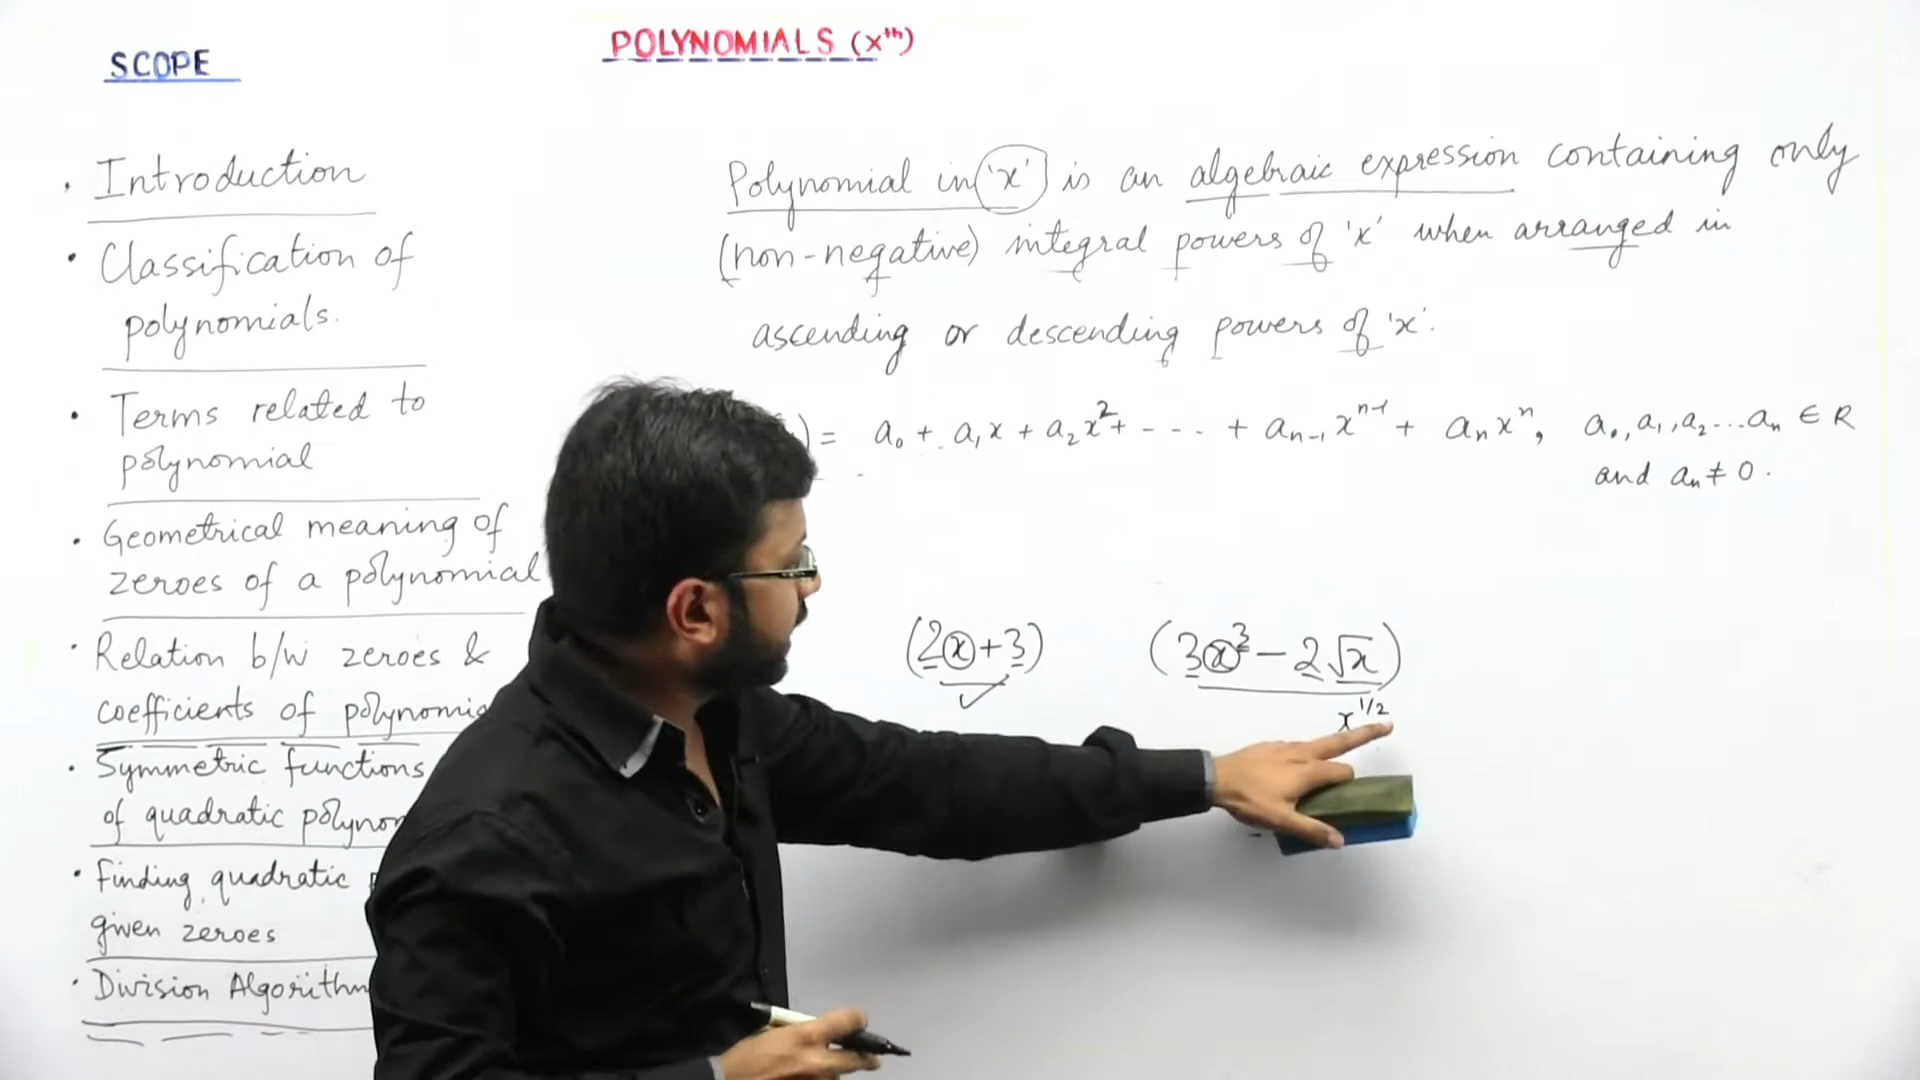 SCOPE
POLYNOMIALS (Xth)
· Introduction
· Classification of
polynomials.
· Terms related to
polynomial
· Geometrical meaning of
zeroes of a polynomial
· Relation b/w zeroes &
coefficients of
· Symmetric functions
of quadratic
· Finding quadratic
given zeroes
· Division Algorithm
Polynomial in 'x' is an algebraic expression containing only
(non-negative) integral powers of 'x' when arranged in
ascending or descending powers of 'x'.
) = a₀ + a₁x + a₂x² + - - - . + aₙ₋₁xⁿ⁻¹ + aₙxⁿ, a₀, a₁, a₂...aₙ ∈ R
and aₙ ≠ 0.
(2x+3) (3x³ - 2√x)
✓ x^1/2